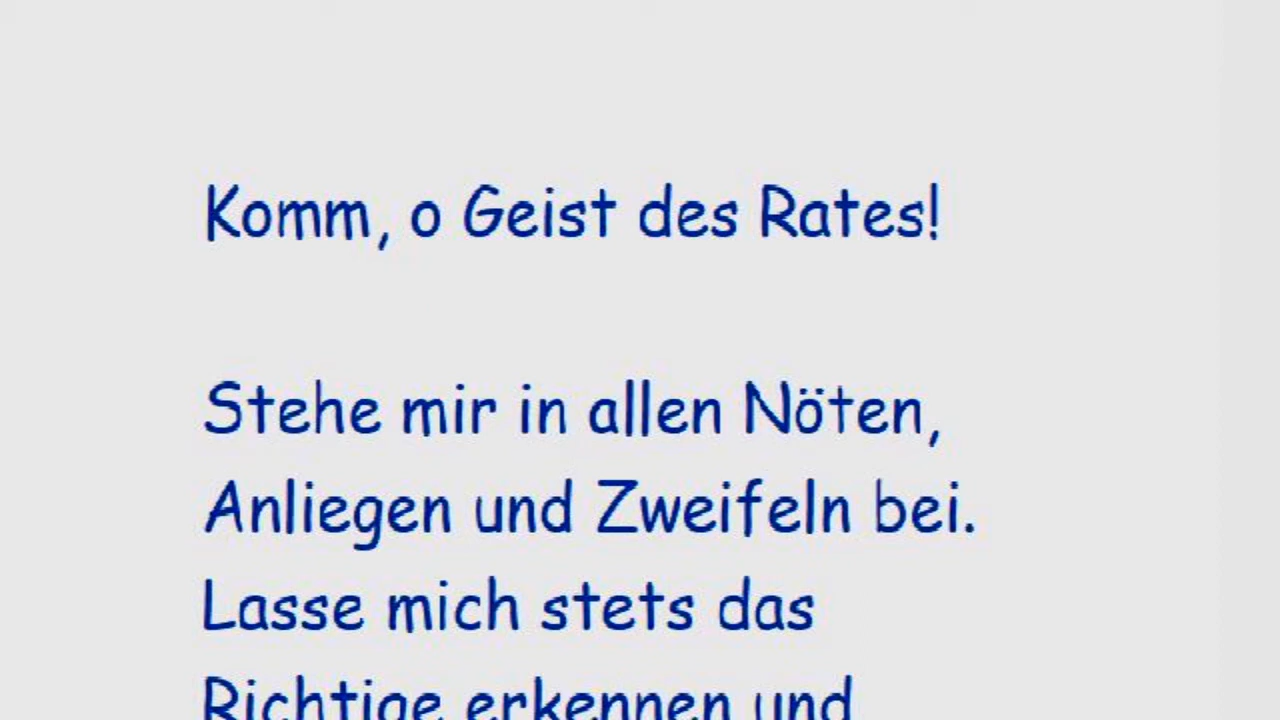 Komm, o Geist des Rates!
Stehe mir in allen Nöten,
Anliegen und Zweifeln bei.
Lasse mich stets das
Richtige erkennen und